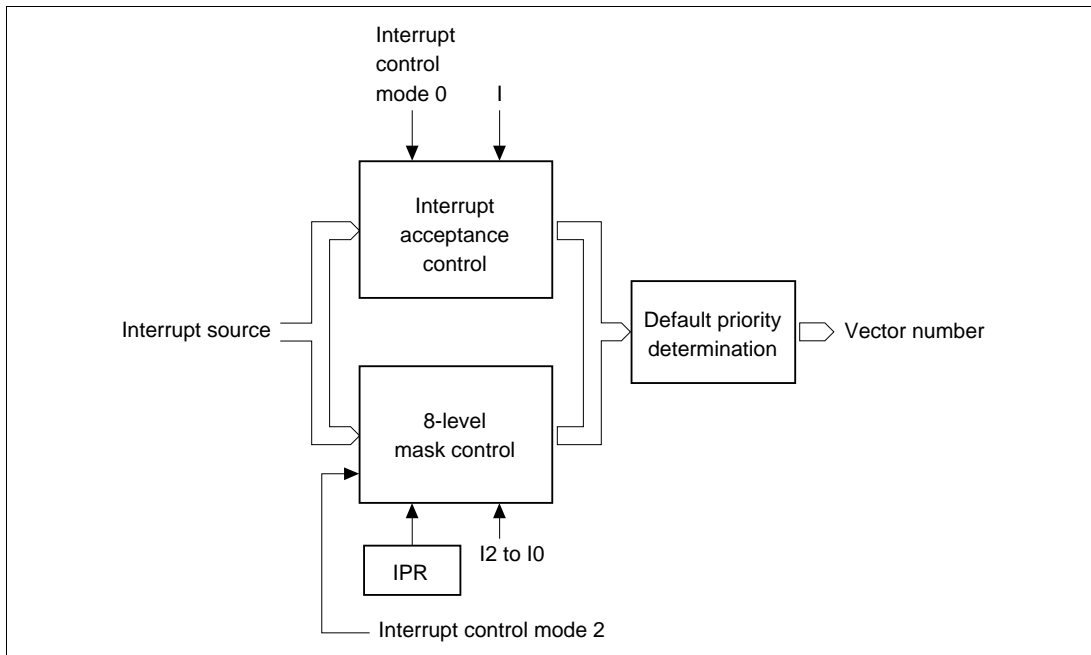 Interrupt
control
mode 0
I
Interrupt
acceptance
control
Interrupt source
Default priority
determination
Vector number
8-level
mask control
IPR
I2 to I0
Interrupt control mode 2